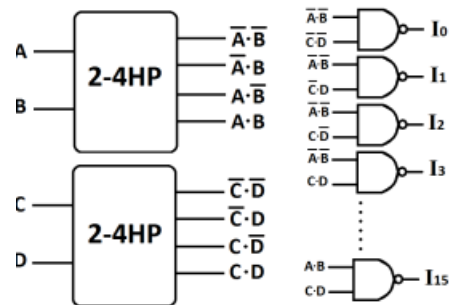 A
B
2-4HP
A̅·B̅
A̅·B
A·B̅
A·B
C
D
2-4HP
C̅·D̅
C̅·D
C·D̅
C·D
A̅·B̅
C̅·D̅
I₀
A̅·B̅
C̅·D
I₁
A̅·B̅
C·D̅
I₂
A̅·B̅
C·D
I₃
A·B
C·D
I₁₅